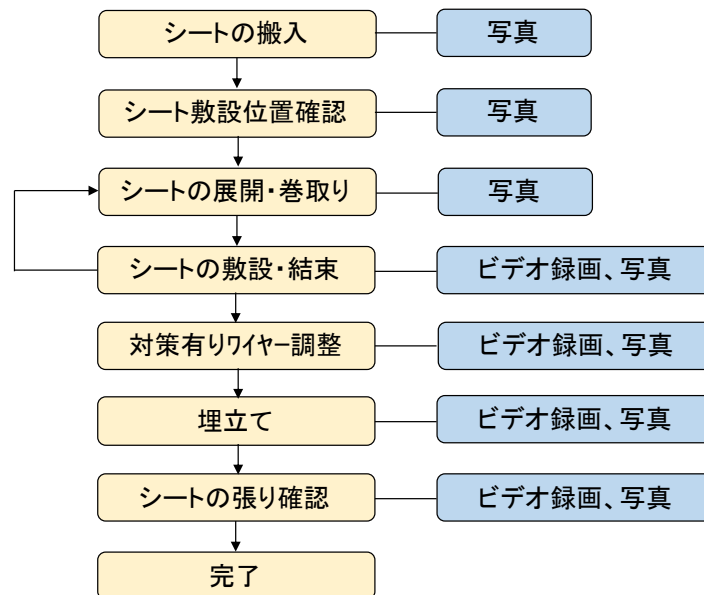 シートの搬入
写真
シート敷設位置確認
写真
シートの展開・巻取り
写真
シートの敷設・結束
ビデオ録画、写真
対策有りワイヤー調整
ビデオ録画、写真
埋立て
ビデオ録画、写真
シートの張り確認
ビデオ録画、写真
完了